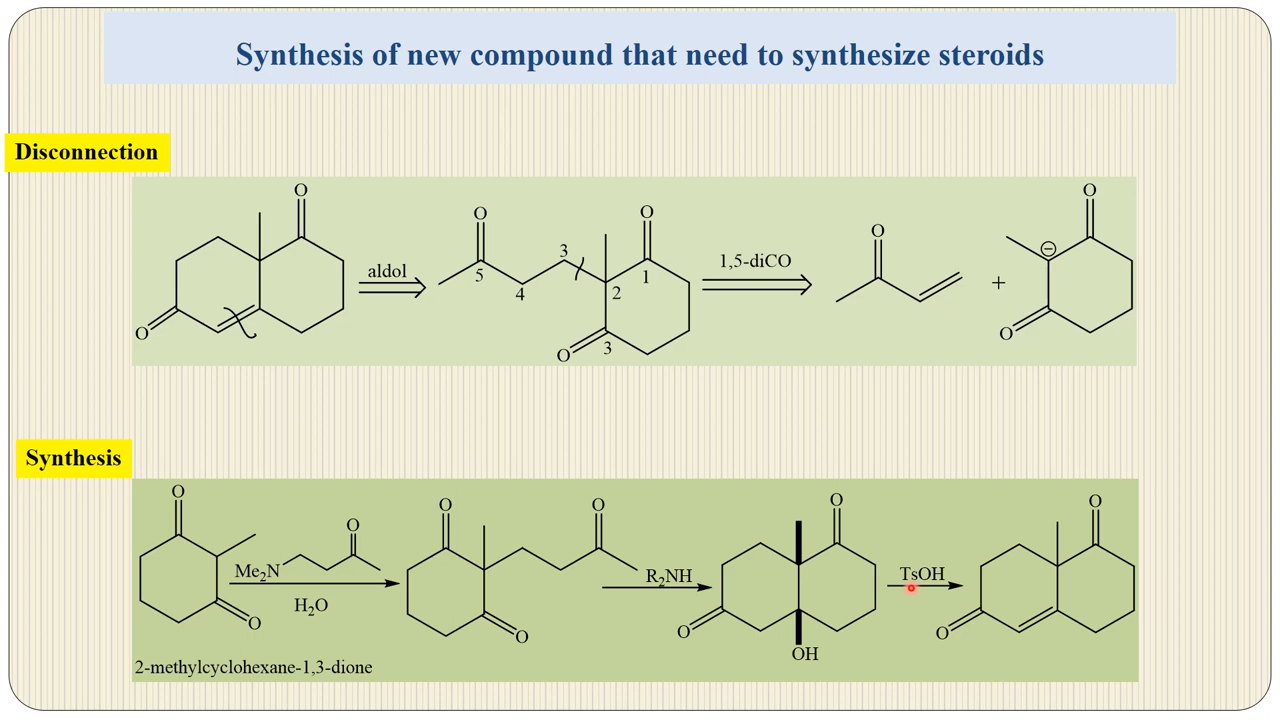 Synthesis of new compound that need to synthesize steroids
Disconnection
O
O
aldol
O
5
4
3
2
O
1
O
3
1,5-diCO
O
+
⊖
O
O
Synthesis
O
O
2-methylcyclohexane-1,3-dione
O
Me₂N
H₂O
O
O
O
R₂NH
O
O
OH
TsOH
O
O